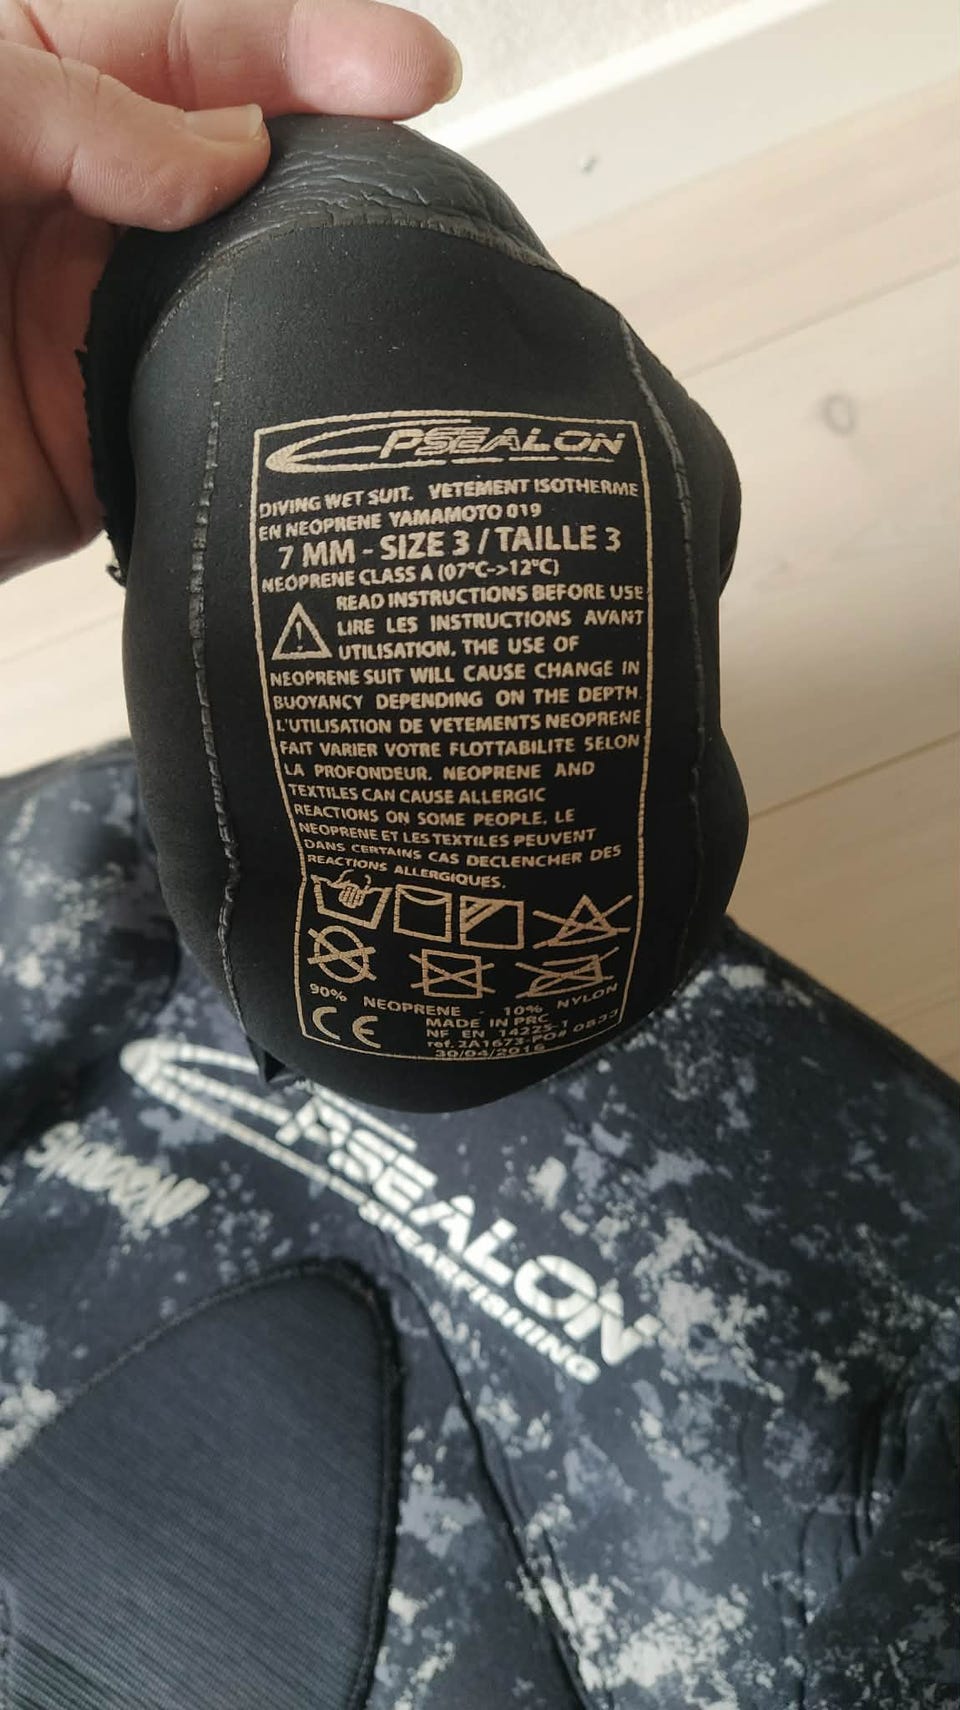 EPSEALON
DIVING WET SUIT. VETEMENT ISOTHERME
EN NEOPRENE YAMAMOTO 019
7 MM - SIZE 3 / TAILLE 3
NEOPRENE CLASS A (07°C->12°C)
READ INSTRUCTIONS BEFORE USE
LIRE LES INSTRUCTIONS AVANT
UTILISATION. THE USE OF
NEOPRENE SUIT WILL CAUSE CHANGE IN
BUOYANCY DEPENDING ON THE DEPTH.
L'UTILISATION DE VETEMENTS NEOPRENE
FAIT VARIER VOTRE FLOTTABILITE SELON
LA PROFONDEUR. NEOPRENE AND
TEXTILES CAN CAUSE ALLERGIC
REACTIONS ON SOME PEOPLE. LE
NEOPRENE ET LES TEXTILES PEUVENT
DANS CERTAINS CAS DECLENCHER DES
REACTIONS ALLERGIQUES.
90% NEOPRENE - 10% NYLON
CE
MADE IN PRC
NF EN 14225-1
ref. 2A1673-PO# 0533
30/04/2016
EPSEALON
SPEARFISHING